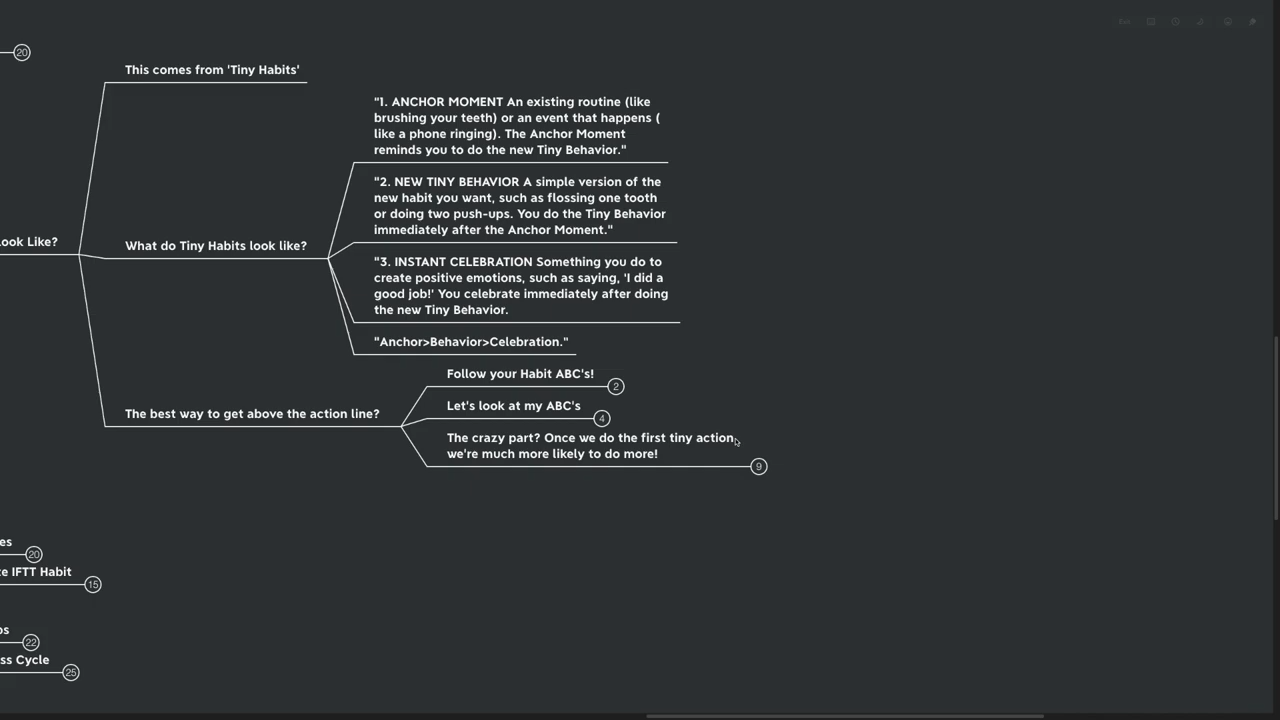 20
This comes from 'Tiny Habits'
"1. ANCHOR MOMENT An existing routine (like
brushing your teeth) or an event that happens (
like a phone ringing). The Anchor Moment
reminds you to do the new Tiny Behavior."
"2. NEW TINY BEHAVIOR A simple version of the
new habit you want, such as flossing one tooth
or doing two push-ups. You do the Tiny Behavior
immediately after the Anchor Moment."
ook Like?
What do Tiny Habits look like?
"3. INSTANT CELEBRATION Something you do to
create positive emotions, such as saying, 'I did a
good job!' You celebrate immediately after doing
the new Tiny Behavior.
"Anchor>Behavior>Celebration."
Follow your Habit ABC's!
2
The best way to get above the action line?
Let's look at my ABC's
4
The crazy part? Once we do the first tiny action,
we're much more likely to do more!
9
es
20
te IFTT Habit
15
os
22
ss Cycle
25